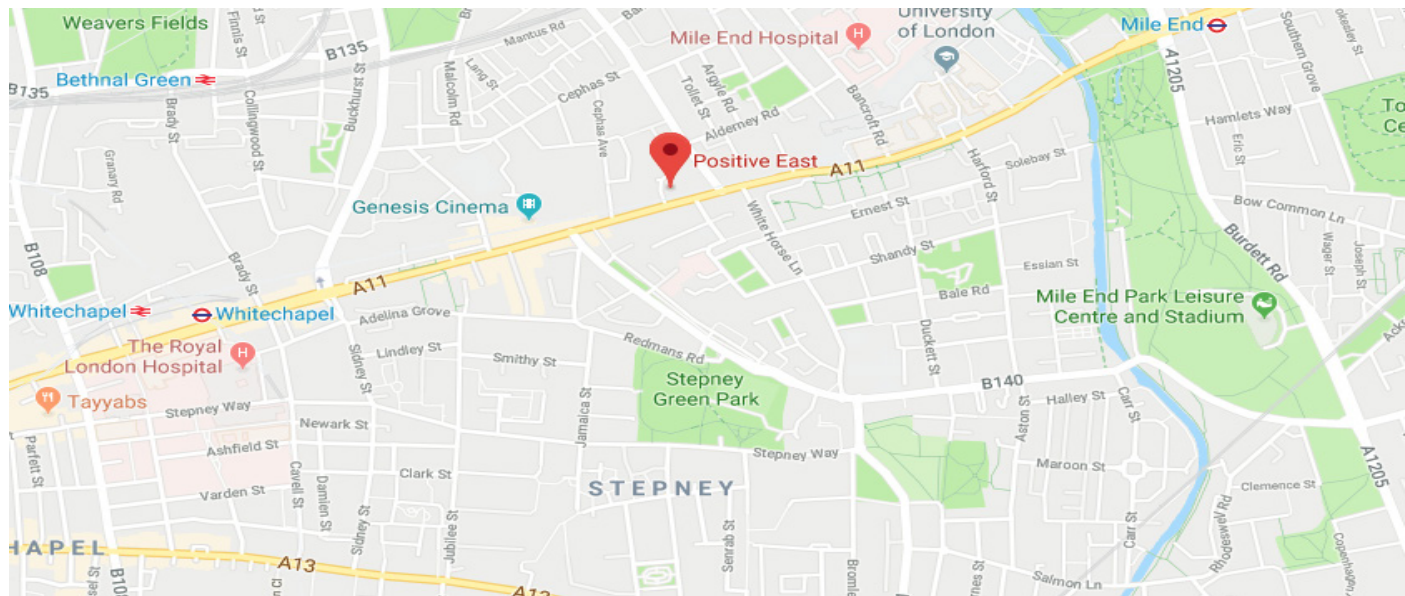 Weavers Fields
B135
Finnis St
B135
Mantus Rd
University
of London
Mile End
Mile End Hospital
A1205
Southern Grove
Bethnal Green
B135
Brady St
Collingwood St
Buckhurst St
Malcolm Rd
Lang St
Cephas St
Cephas Ave
Argyle Rd
Tollet St
Alderney Rd
Bancroft Rd
Hamlets Way
Eric St
Granary Rd
Positive East
A11
Harford St
Solebay St
Genesis Cinema
White Horse Ln
Ernest St
Bow Common Ln
Burdett Rd
Wager St
Joseph St
B108
Brady St
A11
Shandy St
Essian St
Bale Rd
Mile End Park Leisure
Centre and Stadium
Whitechapel
Whitechapel
Adelina Grove
Redmans Rd
Duckett St
The Royal
London Hospital
Sidney St
Lindley St
Smithy St
Stepney
Green Park
B140
Tayyabs
Stepney Way
Newark St
Jamaica St
Aston St
Halley St
Carr St
Parfett St
Ashfield St
Stepney Way
Cavell St
Damien St
Clark St
Maroon St
A1205
Varden St
STEPNEY
Clemence St
Sidney St
Jubilee St
Senrab St
Carr St
Rhodeswell Rd
HAPEL
A13
A13
Salmon Ln